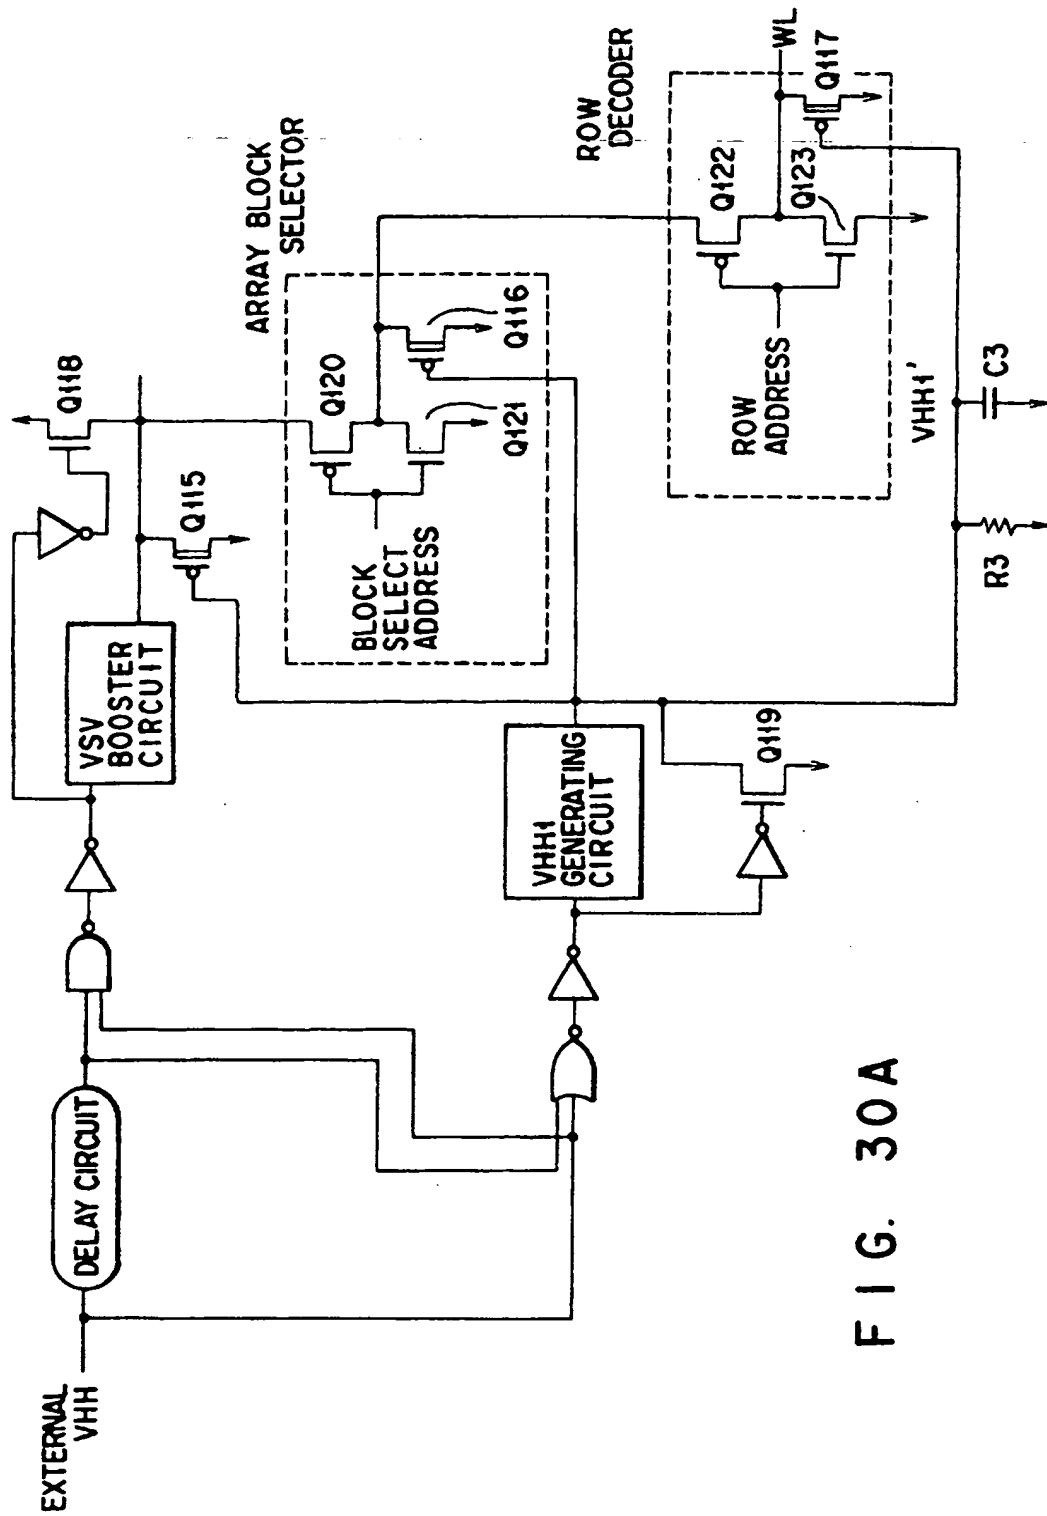 EXTERNAL
VHH
DELAY CIRCUIT
VSV
BOOSTER
CIRCUIT
Q118
Q115
ARRAY BLOCK
SELECTOR
Q120
Q121
Q116
BLOCK
SELECT
ADDRESS
VHH1
GENERATING
CIRCUIT
Q119
ROW
DECODER
Q122
Q123
WL
Q117
ROW
ADDRESS
VHH1'
R3
C3
FIG. 30A